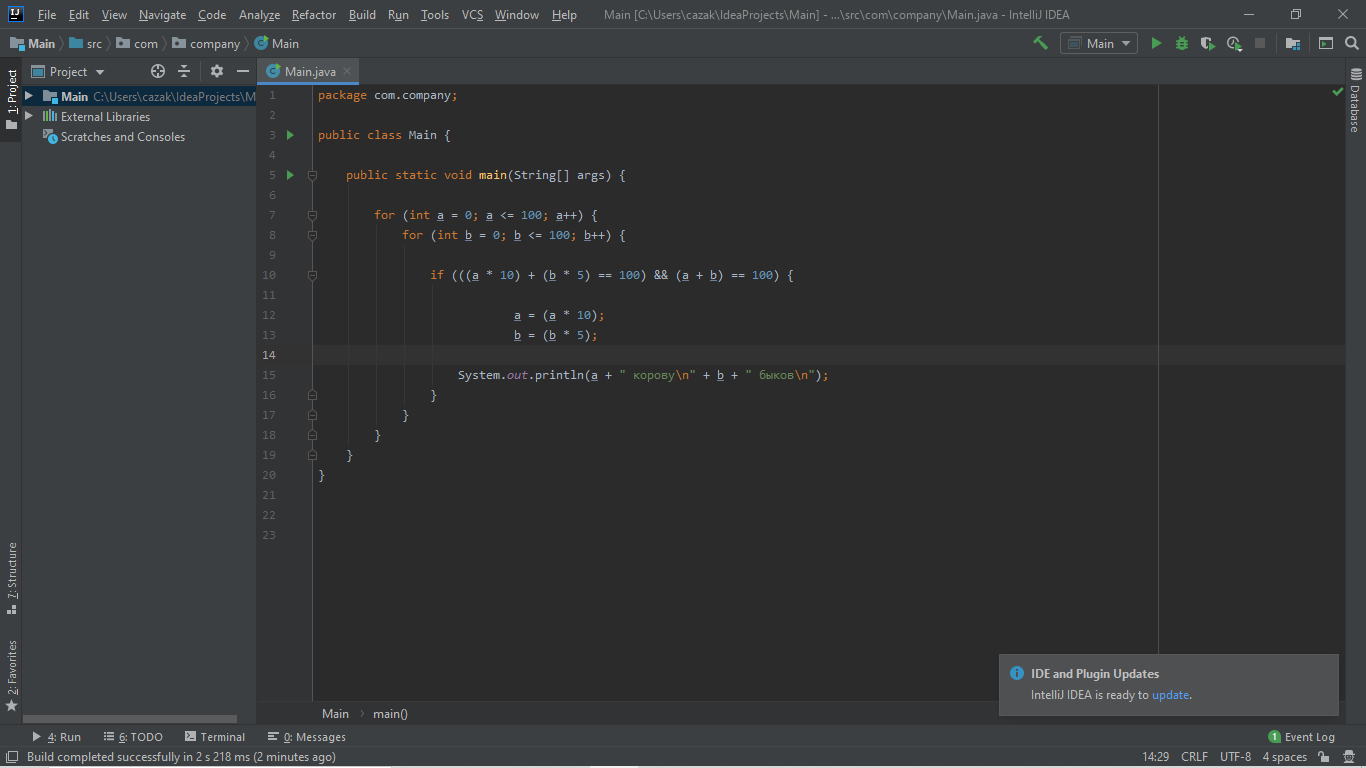 File Edit View Navigate Code Analyze Refactor Build Run Tools VCS Window Help Main [C:\Users\cazak\IdeaProjects\Main] - ...\src\com\company\Main.java - IntelliJ IDEA
Main src com company Main Main
1: Project
Project
Main.java
Main C:\Users\cazak\IdeaProjects\M
External Libraries
Scratches and Consoles
1 package com.company;
2
3 public class Main {
4
5 public static void main(String[] args) {
6
7 for (int a = 0; a <= 100; a++) {
8 for (int b = 0; b <= 100; b++) {
9
10 if (((a * 10) + (b * 5) == 100) && (a + b) == 100) {
11
12 a = (a * 10);
13 b = (b * 5);
14
15 System.out.println(a + " корову\n" + b + " быков\n");
16 }
17 }
18 }
19 }
20 }
21
22
23
Database
7: Structure
2: Favorites
IDE and Plugin Updates
IntelliJ IDEA is ready to update.
Main main()
4: Run 6: TODO Terminal 0: Messages 1 Event Log
Build completed successfully in 2 s 218 ms (2 minutes ago) 14:29 CRLF UTF-8 4 spaces